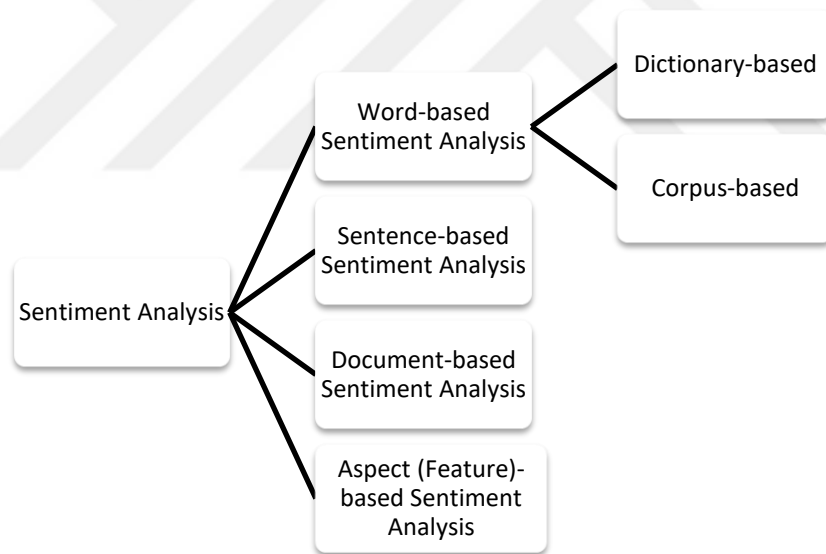 Sentiment Analysis
Word-based
Sentiment Analysis
Sentence-based
Sentiment Analysis
Document-based
Sentiment Analysis
Aspect (Feature)-
based Sentiment
Analysis
Dictionary-based
Corpus-based